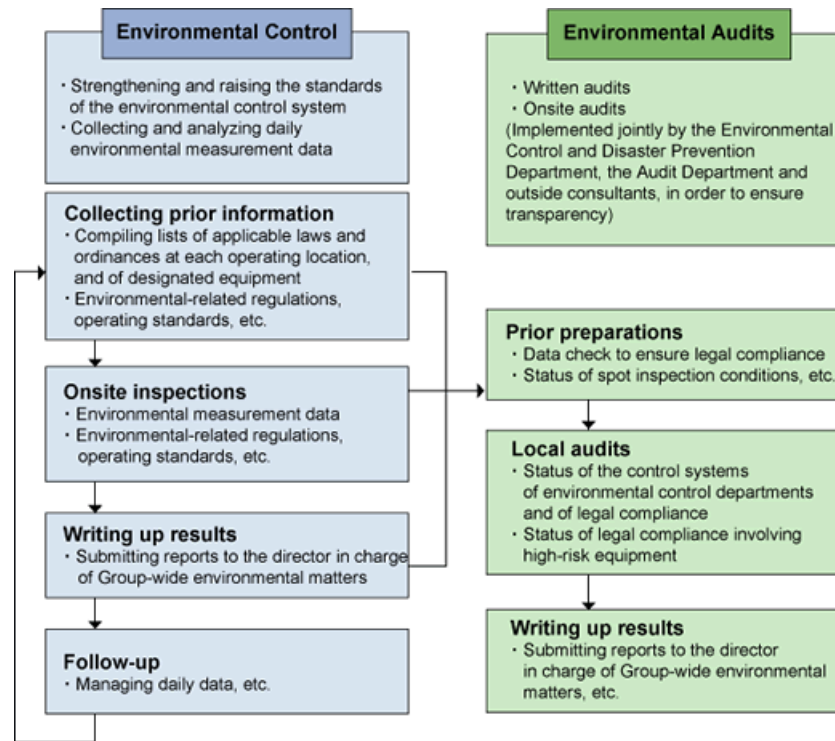 Environmental Control
・Strengthening and raising the standards
of the environmental control system
・Collecting and analyzing daily
environmental measurement data
Collecting prior information
・Compiling lists of applicable laws and
ordinances at each operating location,
and of designated equipment
・Environmental-related regulations,
operating standards, etc.
Onsite inspections
・Environmental measurement data
・Environmental-related regulations,
operating standards, etc.
Writing up results
・Submitting reports to the director in charge
of Group-wide environmental matters
Follow-up
・Managing daily data, etc.
Environmental Audits
・Written audits
・Onsite audits
(Implemented jointly by the Environmental
Control and Disaster Prevention
Department, the Audit Department and
outside consultants, in order to ensure
transparency)
Prior preparations
・Data check to ensure legal compliance
・Status of spot inspection conditions, etc.
Local audits
・Status of the control systems
of environmental control departments
and of legal compliance
・Status of legal compliance involving
high-risk equipment
Writing up results
・Submitting reports to the director
in charge of Group-wide environmental
matters, etc.